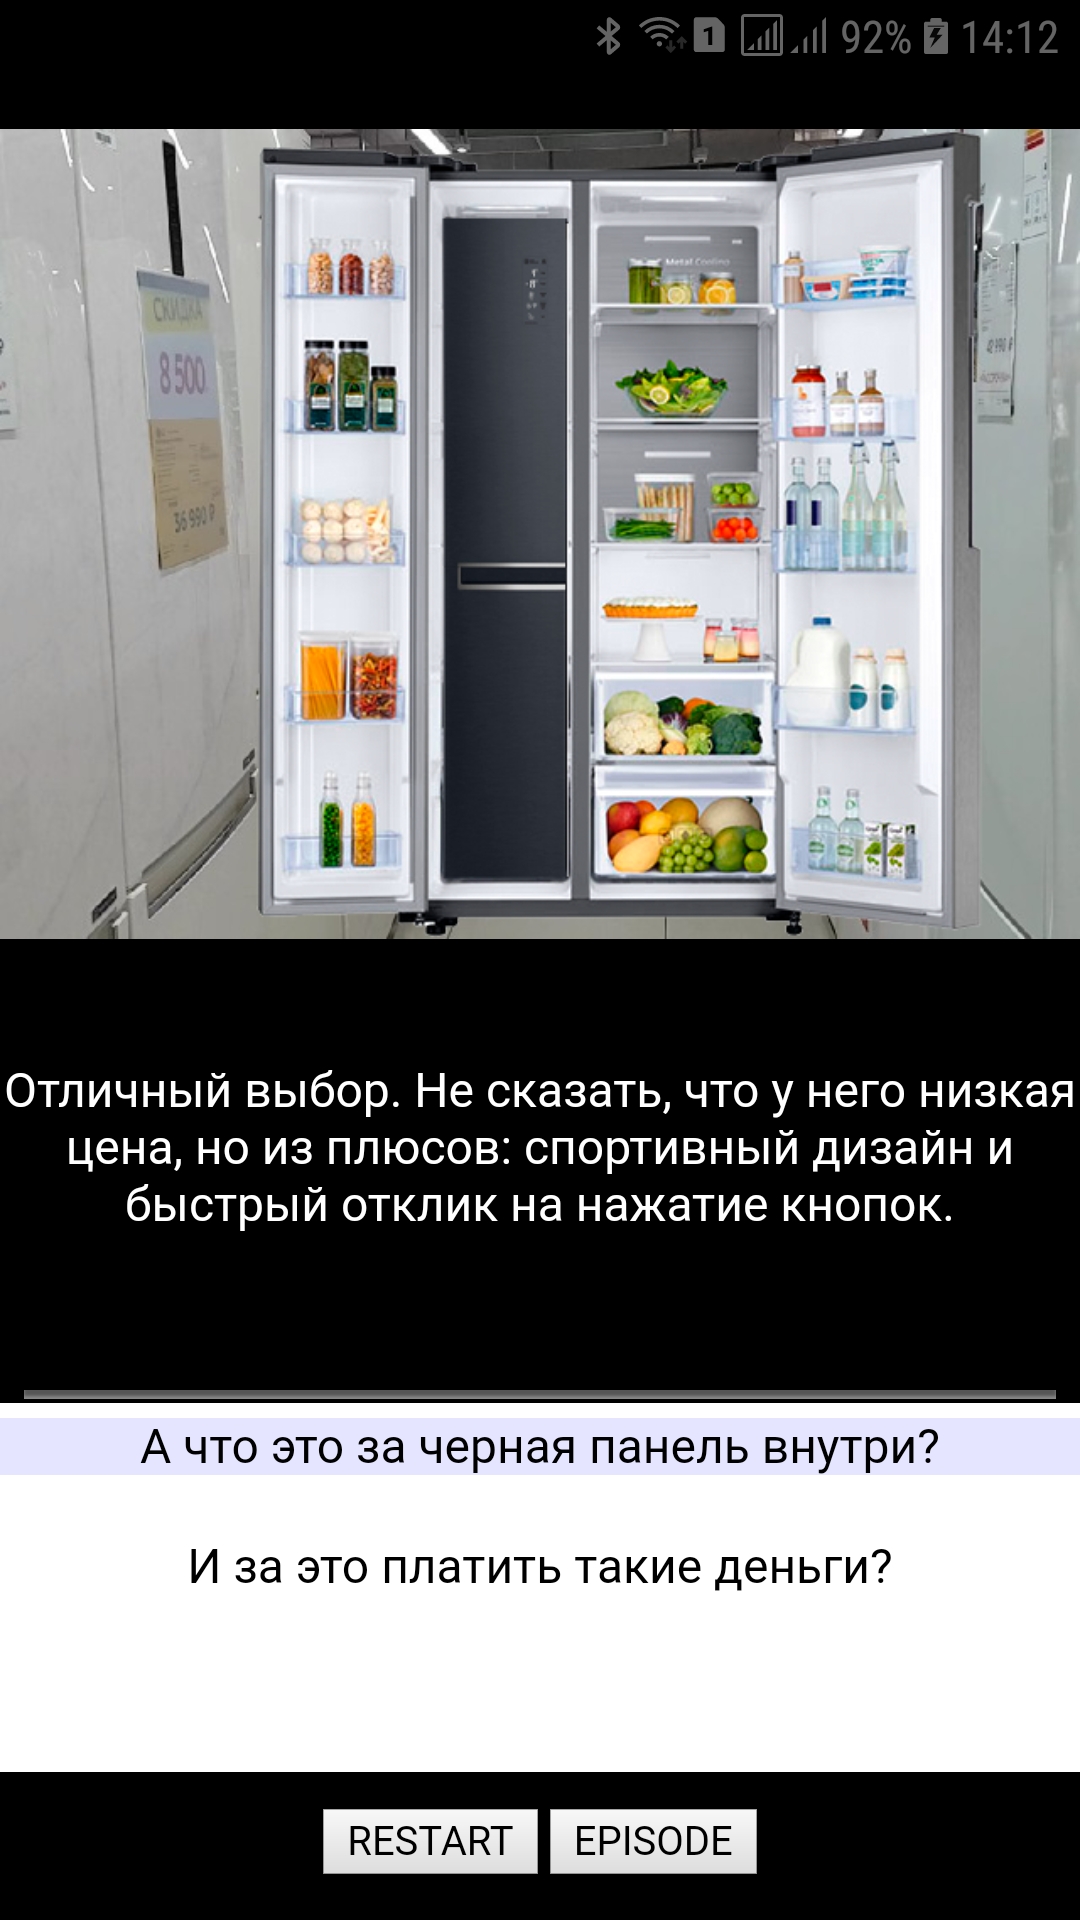 1 92% 14:12
СКИДКА
8 500
36 990 ₽
Metal Cooling
Отличный выбор. Не сказать, что у него низкая
цена, но из плюсов: спортивный дизайн и
быстрый отклик на нажатие кнопок.
А что это за черная панель внутри?
И за это платить такие деньги?
RESTART EPISODE